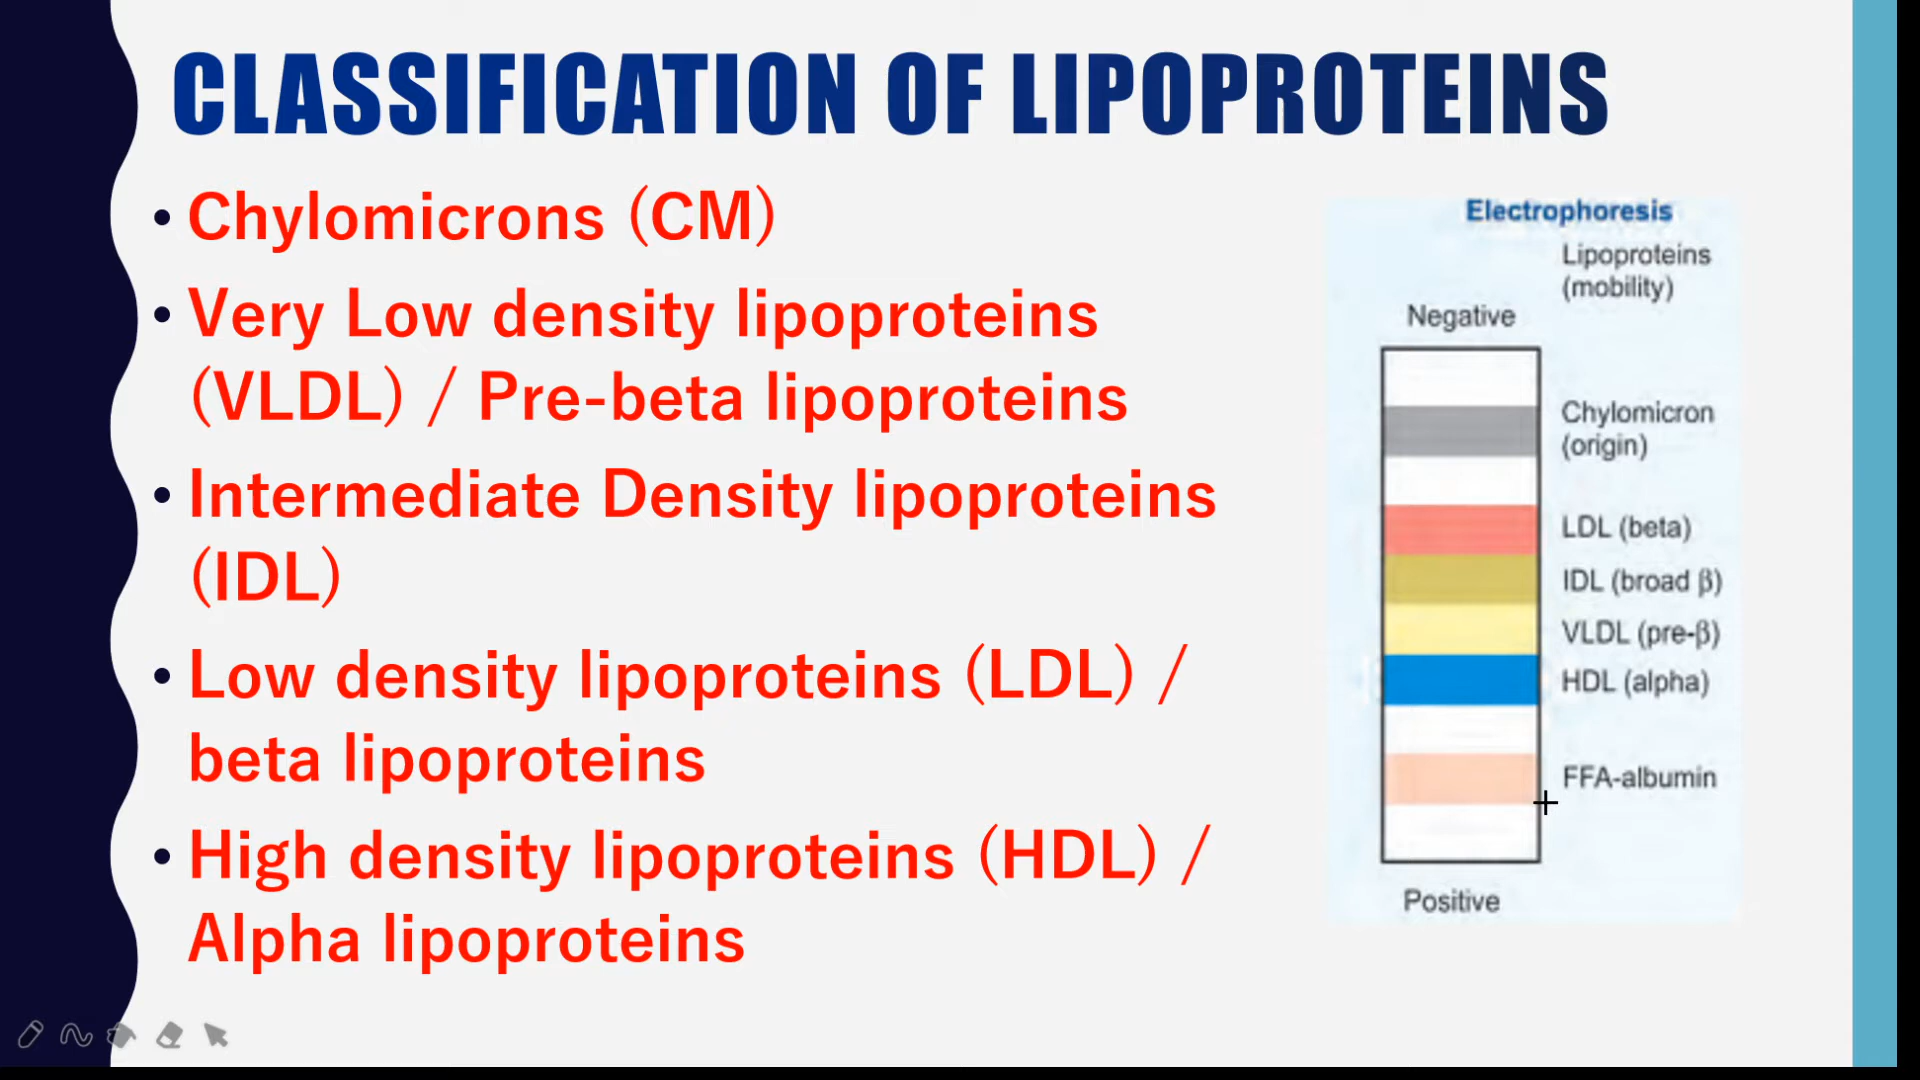 CLASSIFICATION OF LIPOPROTEINS
• Chylomicrons (CM)
• Very Low density lipoproteins
(VLDL) / Pre-beta lipoproteins
• Intermediate Density lipoproteins
(IDL)
• Low density lipoproteins (LDL) /
beta lipoproteins
• High density lipoproteins (HDL) /
Alpha lipoproteins
Electrophoresis
Lipoproteins
(mobility)
Negative
Chylomicron
(origin)
LDL (beta)
IDL (broad β)
VLDL (pre-β)
HDL (alpha)
FFA-albumin
Positive